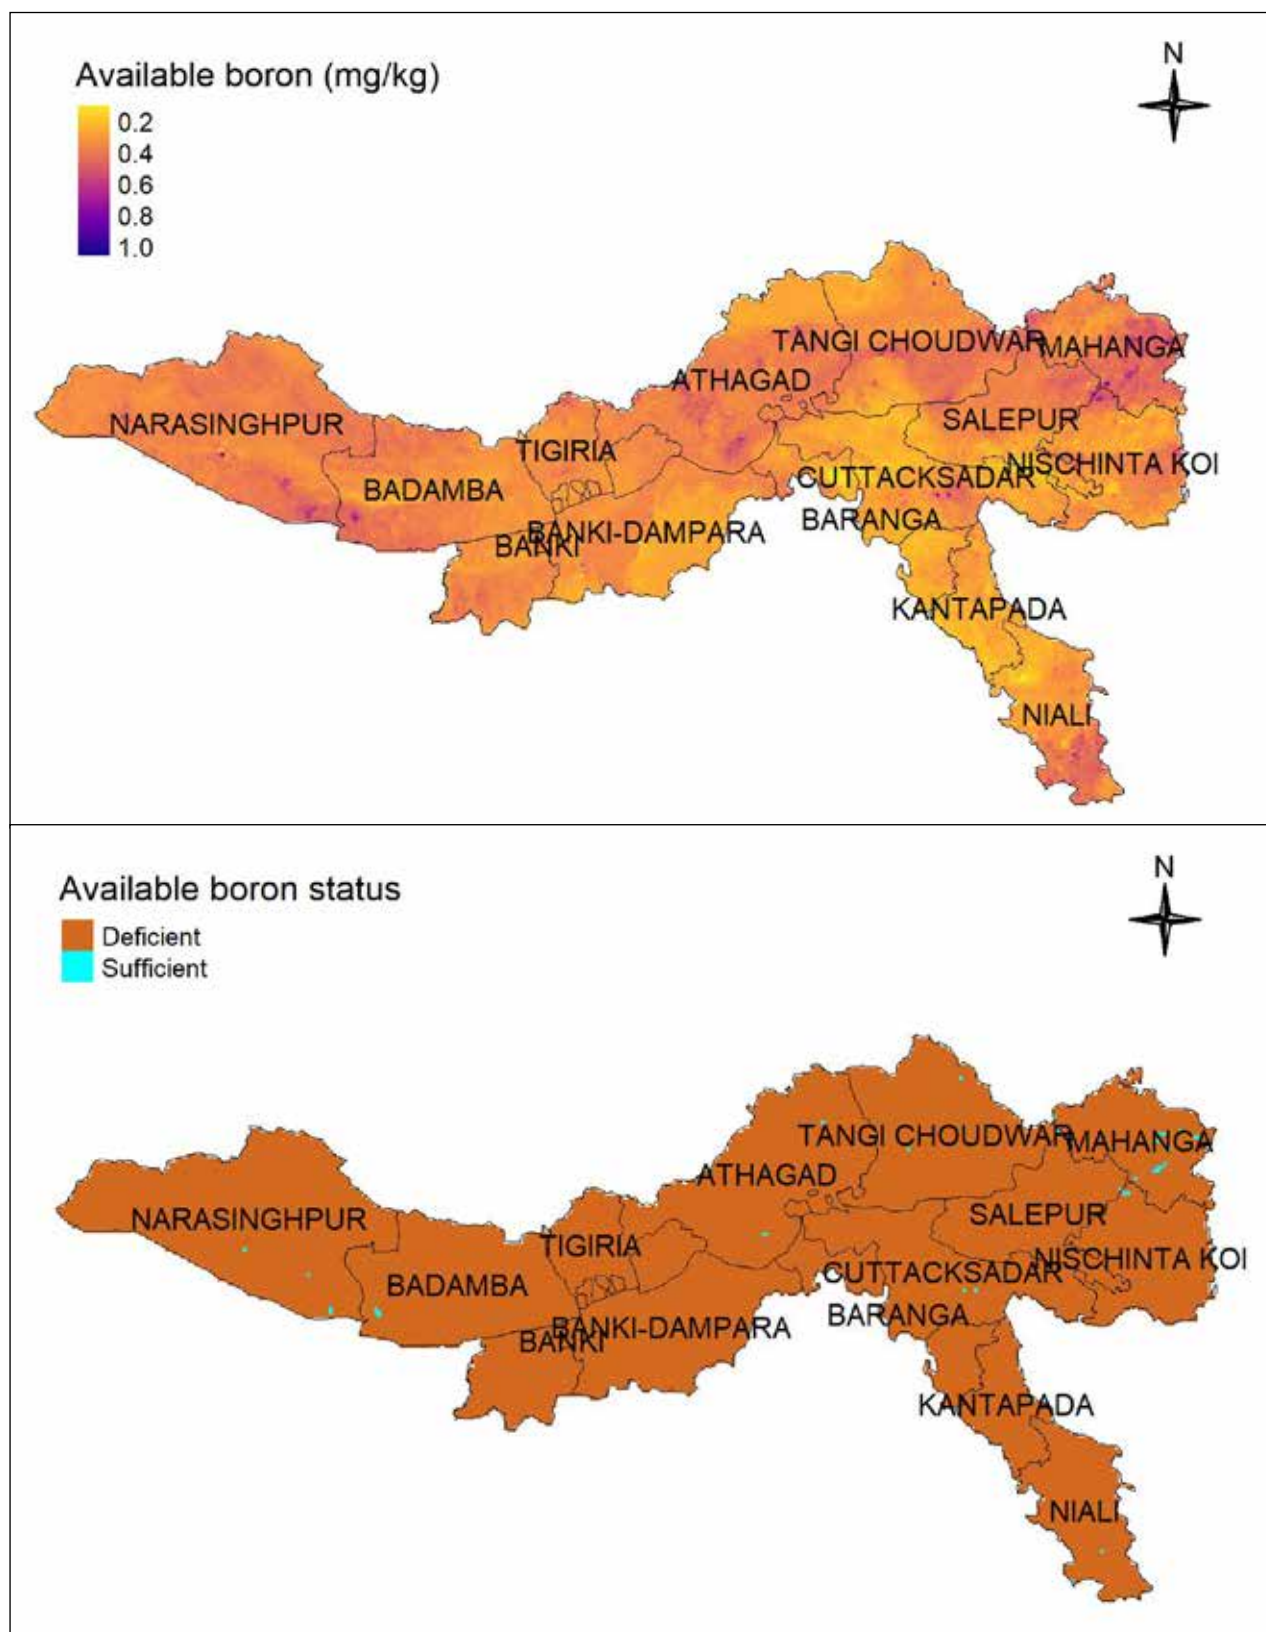 Available boron (mg/kg)
N
0.2
0.4
0.6
0.8
1.0
TANGI CHOUDWAR
MAHANGA
ATHAGAD
NARASINGHPUR
SALEPUR
TIGIRIA
NISCHINTA KOI
CUTTACKSADAR
BADAMBA
BARANGA
BANKI-DAMPARA
BANKI
KANTAPADA
NIALI
Available boron status
N
Deficient
Sufficient
TANGI CHOUDWAR
MAHANGA
ATHAGAD
NARASINGHPUR
SALEPUR
TIGIRIA
NISCHINTA KOI
CUTTACKSADAR
BADAMBA
BARANGA
BANKI-DAMPARA
BANKI
KANTAPADA
NIALI